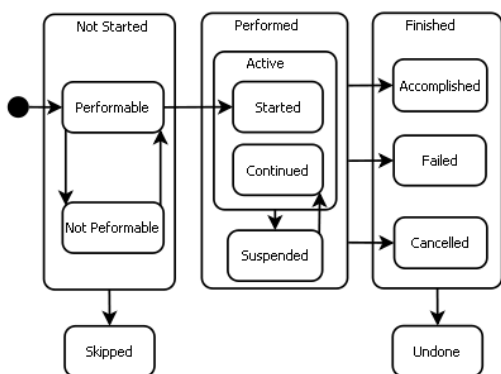 Not Started
Performed
Finished
Active
Performable
Started
Accomplished
Continued
Failed
Not Peformable
Suspended
Cancelled
Skipped
Undone